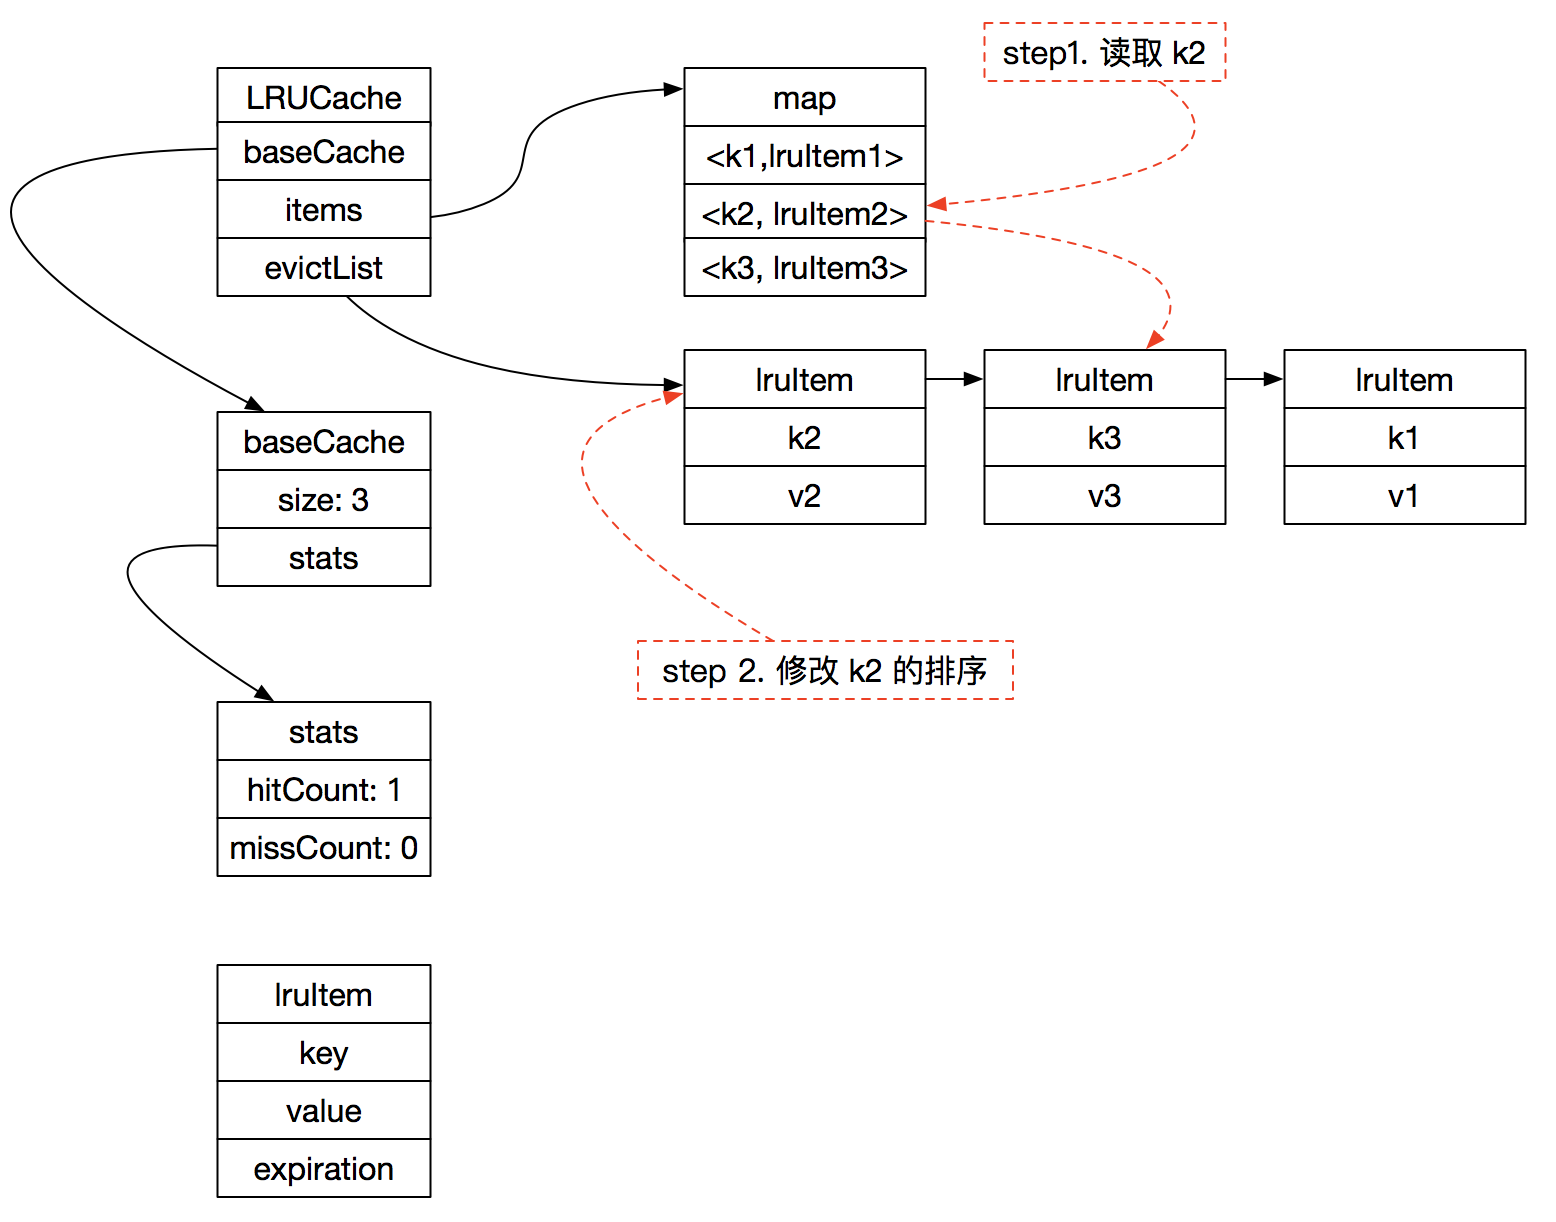 step1. 读取 k2
LRUCache
baseCache
items
evictList
map
<k1,lruItem1>
<k2, lruItem2>
<k3, lruItem3>
lruItem
k2
v2
lruItem
k3
v3
lruItem
k1
v1
baseCache
size: 3
stats
step 2. 修改 k2 的排序
stats
hitCount: 1
missCount: 0
lruItem
key
value
expiration